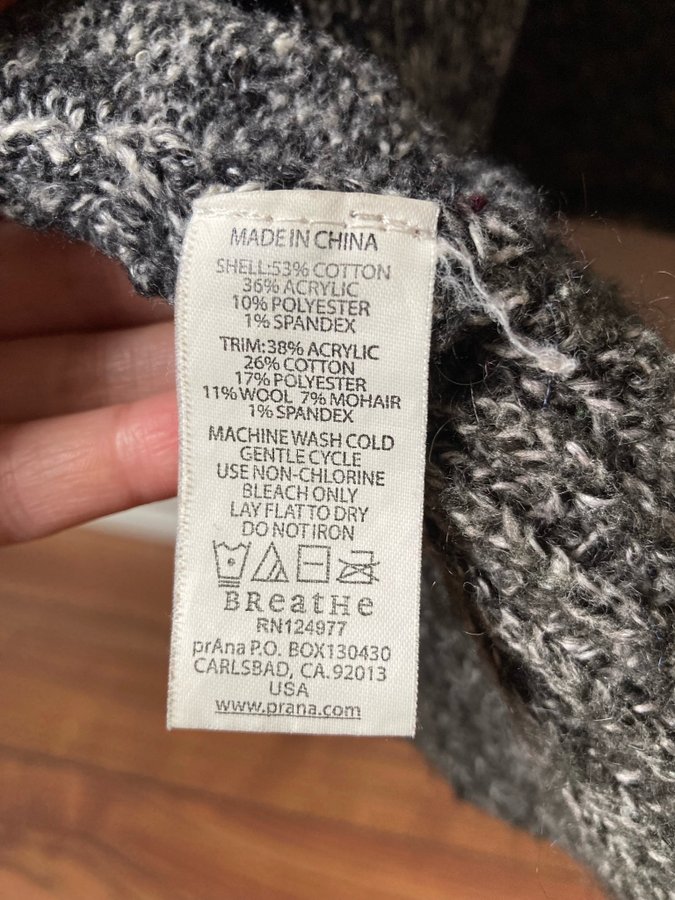 MADE IN CHINA
SHELL:53% COTTON
36% ACRYLIC
10% POLYESTER
1% SPANDEX
TRIM:38% ACRYLIC
26% COTTON
17% POLYESTER
11% WOOL 7% MOHAIR
1% SPANDEX
MACHINE WASH COLD
GENTLE CYCLE
USE NON-CHLORINE
BLEACH ONLY
LAY FLAT TO DRY
DO NOT IRON
BReatHe
RN124977
prAna P.O. BOX130430
CARLSBAD, CA. 92013
USA
www.prana.com